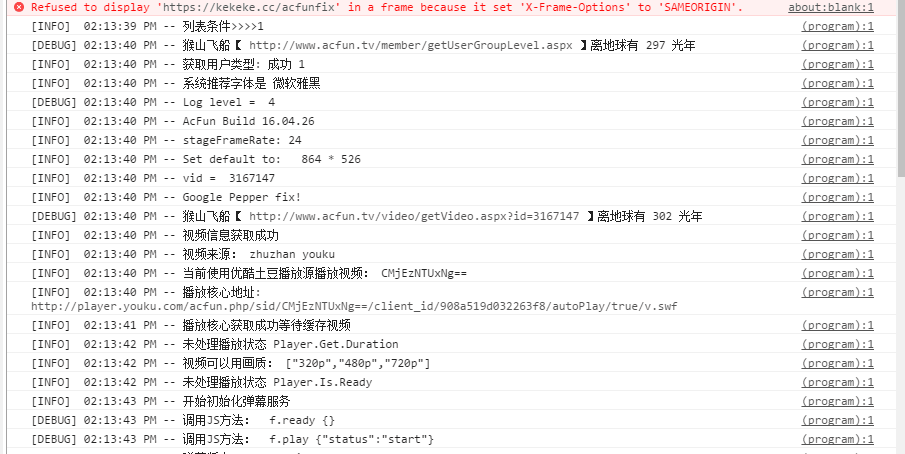 Refused to display 'https://kekeke.cc/acfunfix' in a frame because it set 'X-Frame-Options' to 'SAMEORIGIN'. about:blank:1
[INFO] 02:13:39 PM -- 列表条件>>>>1 (program):1
[DEBUG] 02:13:40 PM -- 猴山飞船【 http://www.acfun.tv/member/getUserGroupLevel.aspx 】离地球有 297 光年 (program):1
[INFO] 02:13:40 PM -- 获取用户类型: 成功 1 (program):1
[INFO] 02:13:40 PM -- 系统推荐字体是 微软雅黑 (program):1
[DEBUG] 02:13:40 PM -- Log level = 4 (program):1
[INFO] 02:13:40 PM -- AcFun Build 16.04.26 (program):1
[INFO] 02:13:40 PM -- stageFrameRate: 24 (program):1
[INFO] 02:13:40 PM -- Set default to: 864 * 526 (program):1
[INFO] 02:13:40 PM -- vid = 3167147 (program):1
[INFO] 02:13:40 PM -- Google Pepper fix! (program):1
[DEBUG] 02:13:40 PM -- 猴山飞船【 http://www.acfun.tv/video/getVideo.aspx?id=3167147 】离地球有 302 光年 (program):1
[INFO] 02:13:40 PM -- 视频信息获取成功 (program):1
[INFO] 02:13:40 PM -- 视频来源: zhuzhan youku (program):1
[INFO] 02:13:40 PM -- 当前使用优酷土豆播放源播放视频: CMjEzNTUxNg== (program):1
[INFO] 02:13:40 PM -- 播放核心地址: (program):1
http://player.youku.com/acfun.php/sid/CMjEzNTUxNg==/client_id/908a519d032263f8/autoPlay/true/v.swf
[INFO] 02:13:41 PM -- 播放核心获取成功等待缓存视频 (program):1
[INFO] 02:13:42 PM -- 未处理播放状态 Player.Get.Duration (program):1
[INFO] 02:13:42 PM -- 视频可以用画质: ["320p","480p","720p"] (program):1
[INFO] 02:13:42 PM -- 未处理播放状态 Player.Is.Ready (program):1
[INFO] 02:13:43 PM -- 开始初始化弹幕服务 (program):1
[DEBUG] 02:13:43 PM -- 调用JS方法: f.ready {} (program):1
[DEBUG] 02:13:43 PM -- 调用JS方法: f.play {"status":"start"} (program):1